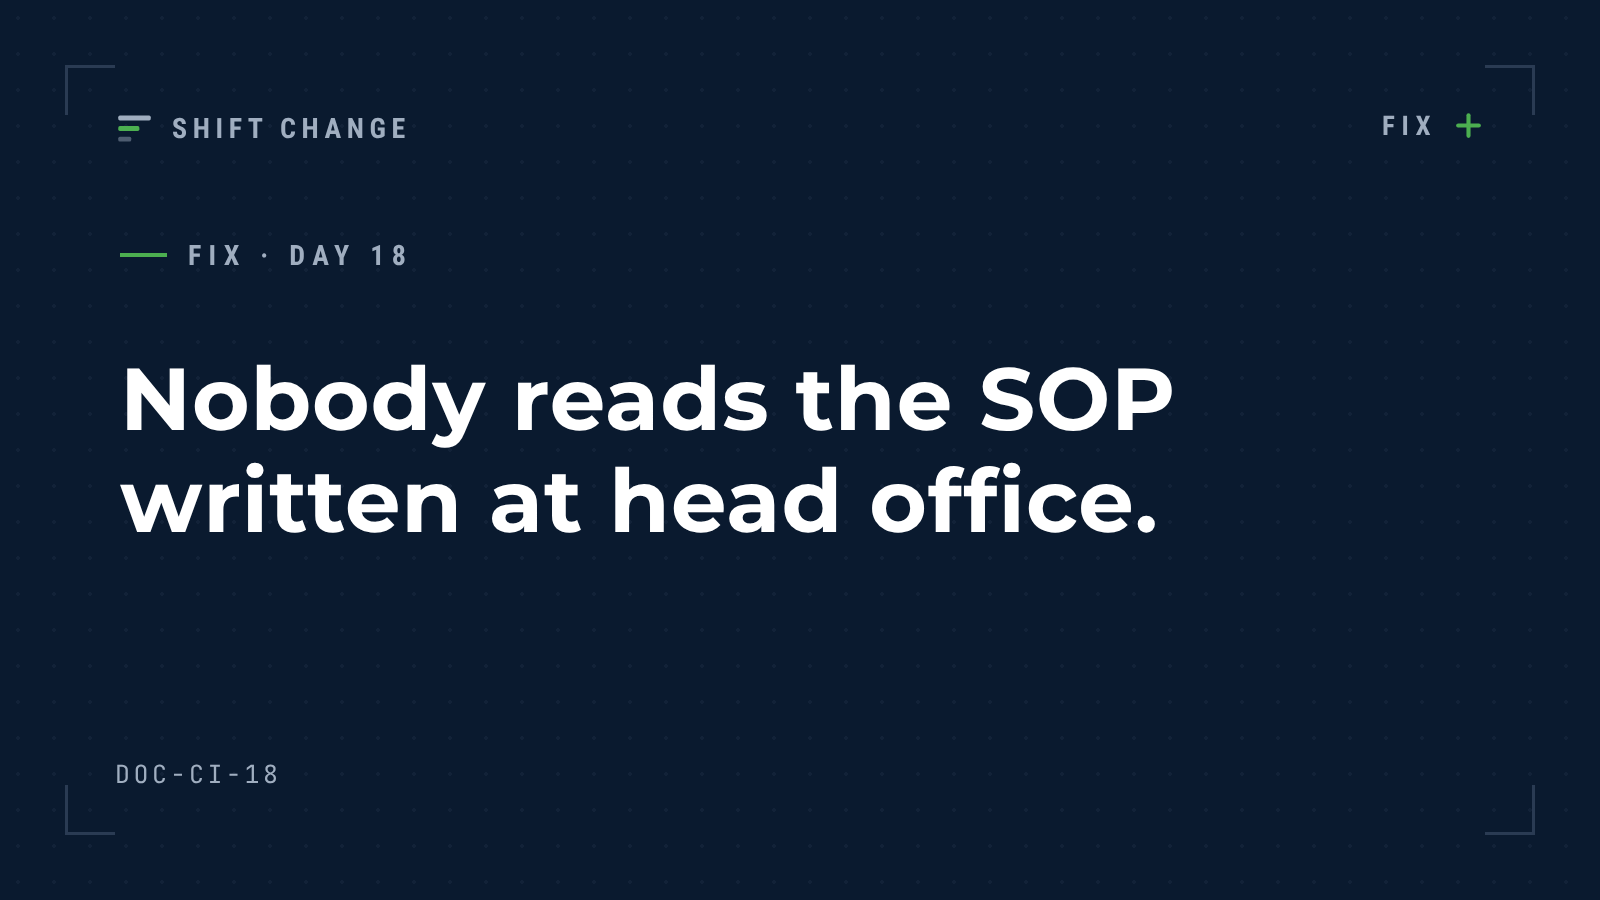 SHIFT CHANGE
FIX
FIX · DAY 18
Nobody reads the SOP
written at head office.
DOC-CI-18